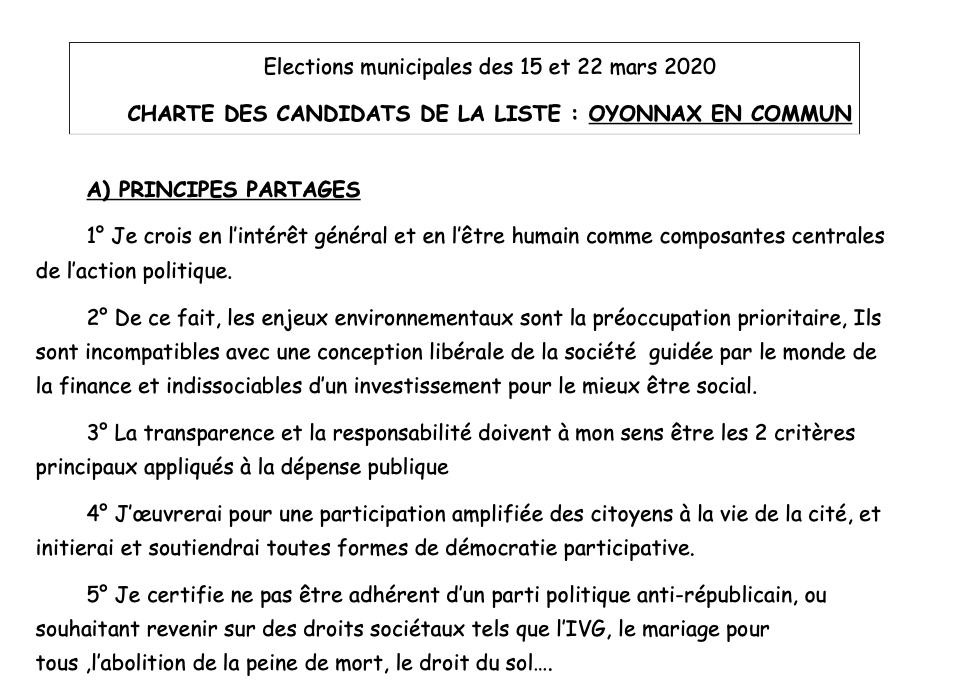 Elections municipales des 15 et 22 mars 2020
CHARTE DES CANDIDATS DE LA LISTE : OYONNAX EN COMMUN
A) PRINCIPES PARTAGES
1° Je crois en l'intérêt général et en l'être humain comme composantes centrales
de l'action politique.
2° De ce fait, les enjeux environnementaux sont la préoccupation prioritaire, Ils
sont incompatibles avec une conception libérale de la société guidée par le monde de
la finance et indissociables d'un investissement pour le mieux être social.
3° La transparence et la responsabilité doivent à mon sens être les 2 critères
principaux appliqués à la dépense publique
4° J'œuvrerai pour une participation amplifiée des citoyens à la vie de la cité, et
initierai et soutiendrai toutes formes de démocratie participative.
5° Je certifie ne pas être adhérent d'un parti politique anti-républicain, ou
souhaitant revenir sur des droits sociétaux tels que l'IVG, le mariage pour
tous ,l'abolition de la peine de mort, le droit du sol….